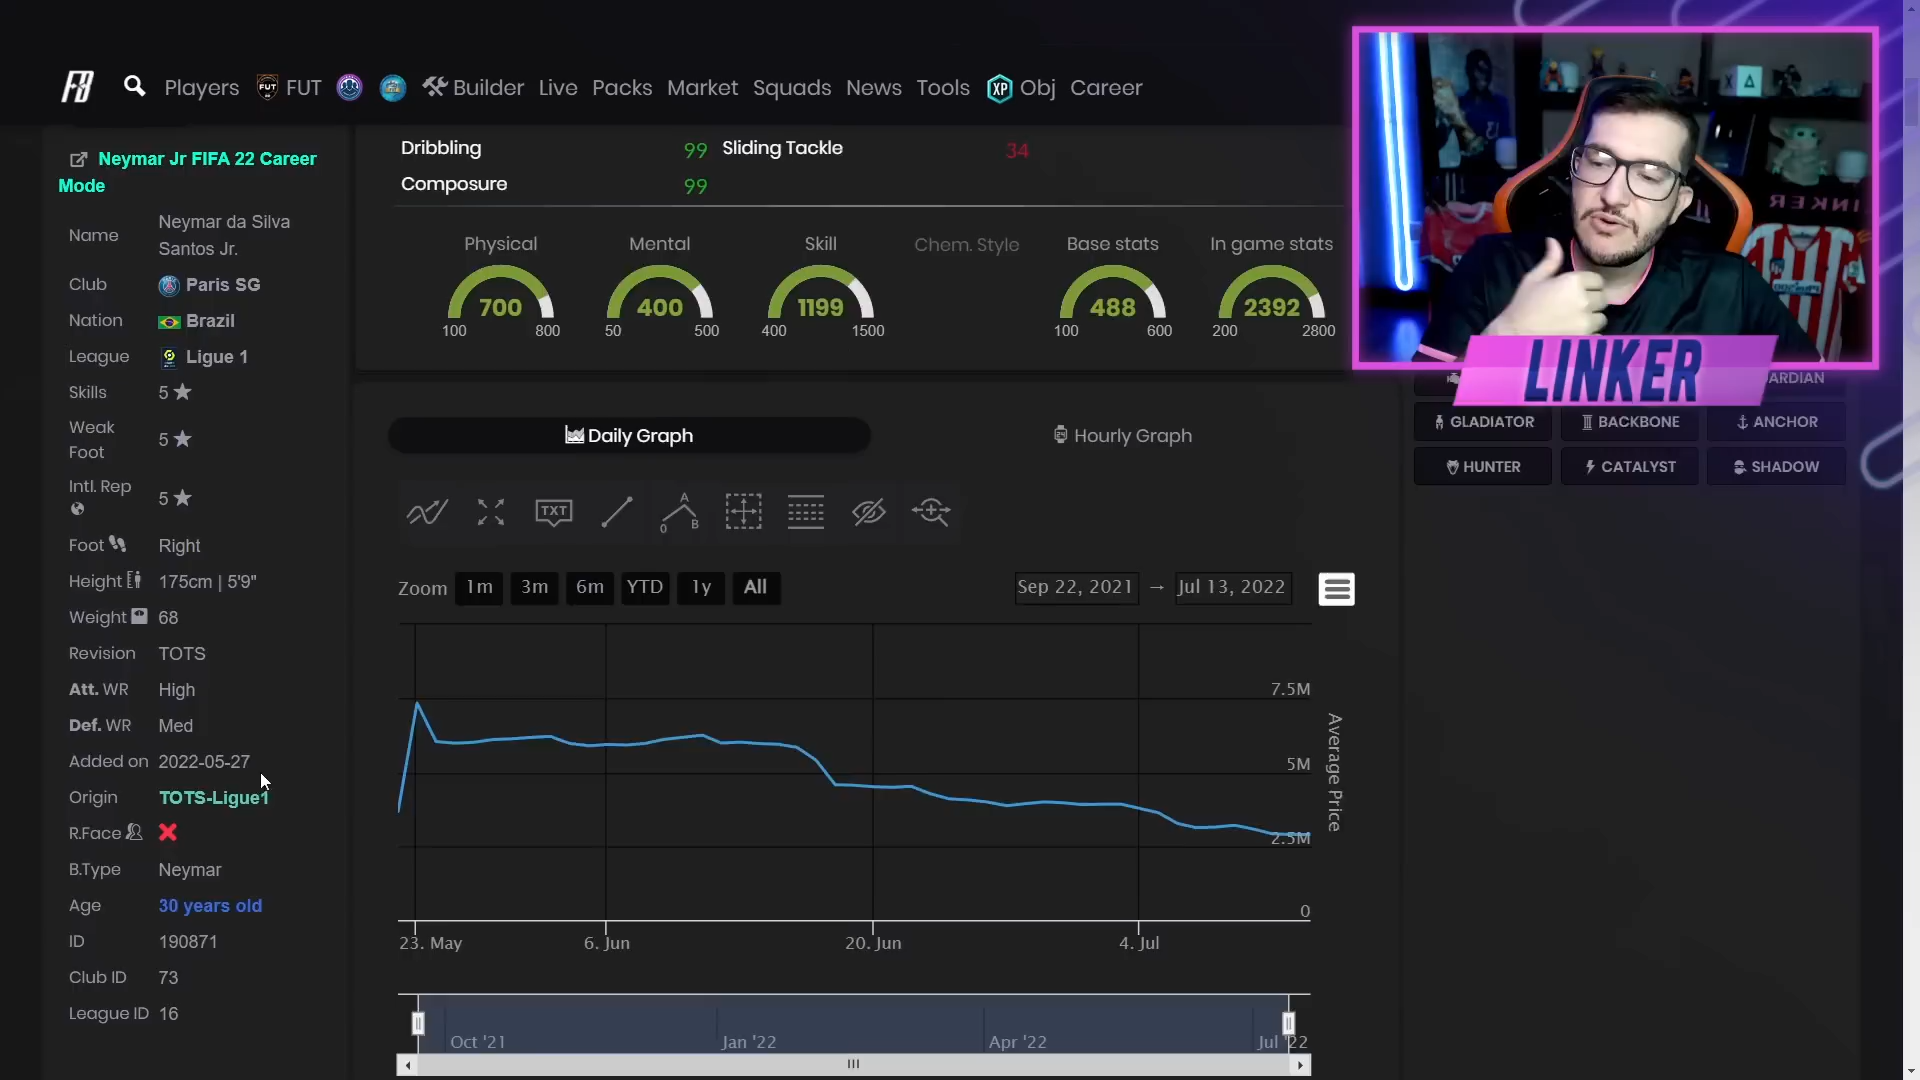 Players FUT Builder Live Packs Market Squads News Tools XP Obj Career
Neymar Jr FIFA 22 Career
Mode
Name Neymar da Silva
Santos Jr.
Club Paris SG
Nation Brazil
League Ligue 1
Skills 5
Weak
Foot 5
Intl. Rep 5
Foot Right
Height 175cm | 5'9"
Weight 68
Revision TOTS
Att. WR High
Def. WR Med
Added on 2022-05-27
Origin TOTS-Ligue1
R.Face
B.Type Neymar
Age 30 years old
ID 190871
Club ID 73
League ID 16
Dribbling 99 Sliding Tackle 34
Composure 99
Physical Mental Skill Chem. Style Base stats In game stats
700 400 1199 488 2392
100 800 50 500 400 1500 100 600 200 2800
Daily Graph Hourly Graph
TXT
A
0 B
Zoom 1m 3m 6m YTD 1y All Sep 22, 2021 → Jul 13, 2022
7.5M
5M
2.5M
0
Average Price
23. May 6. Jun 20. Jun 4. Jul
Oct '21 Jan '22 Apr '22 Jul '22
LINKER
GLADIATOR BACKBONE ANCHOR
HUNTER CATALYST SHADOW